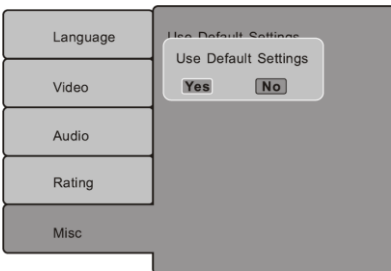 Language
Use Default Settings
Use Default Settings
Yes No
Video
Audio
Rating
Misc